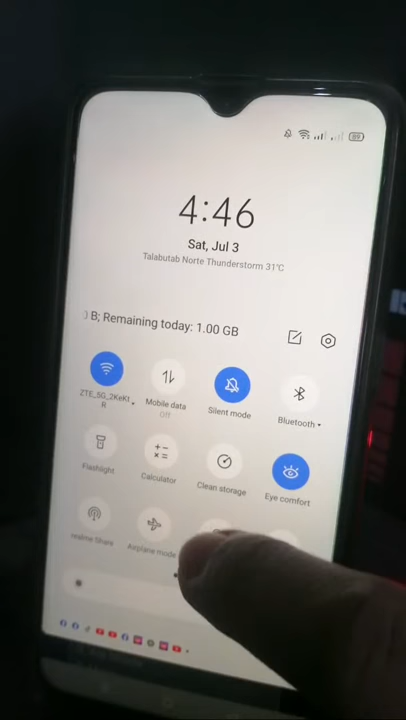 4:46
Sat, Jul 3
Talabutab Norte Thunderstorm 31°C
B; Remaining today: 1.00 GB
ZTE_5G_2KeKt
R
Mobile data
Off
Silent mode
Bluetooth
Flashlight
Calculator
Clean storage
Eye comfort
realme Share
Airplane mode